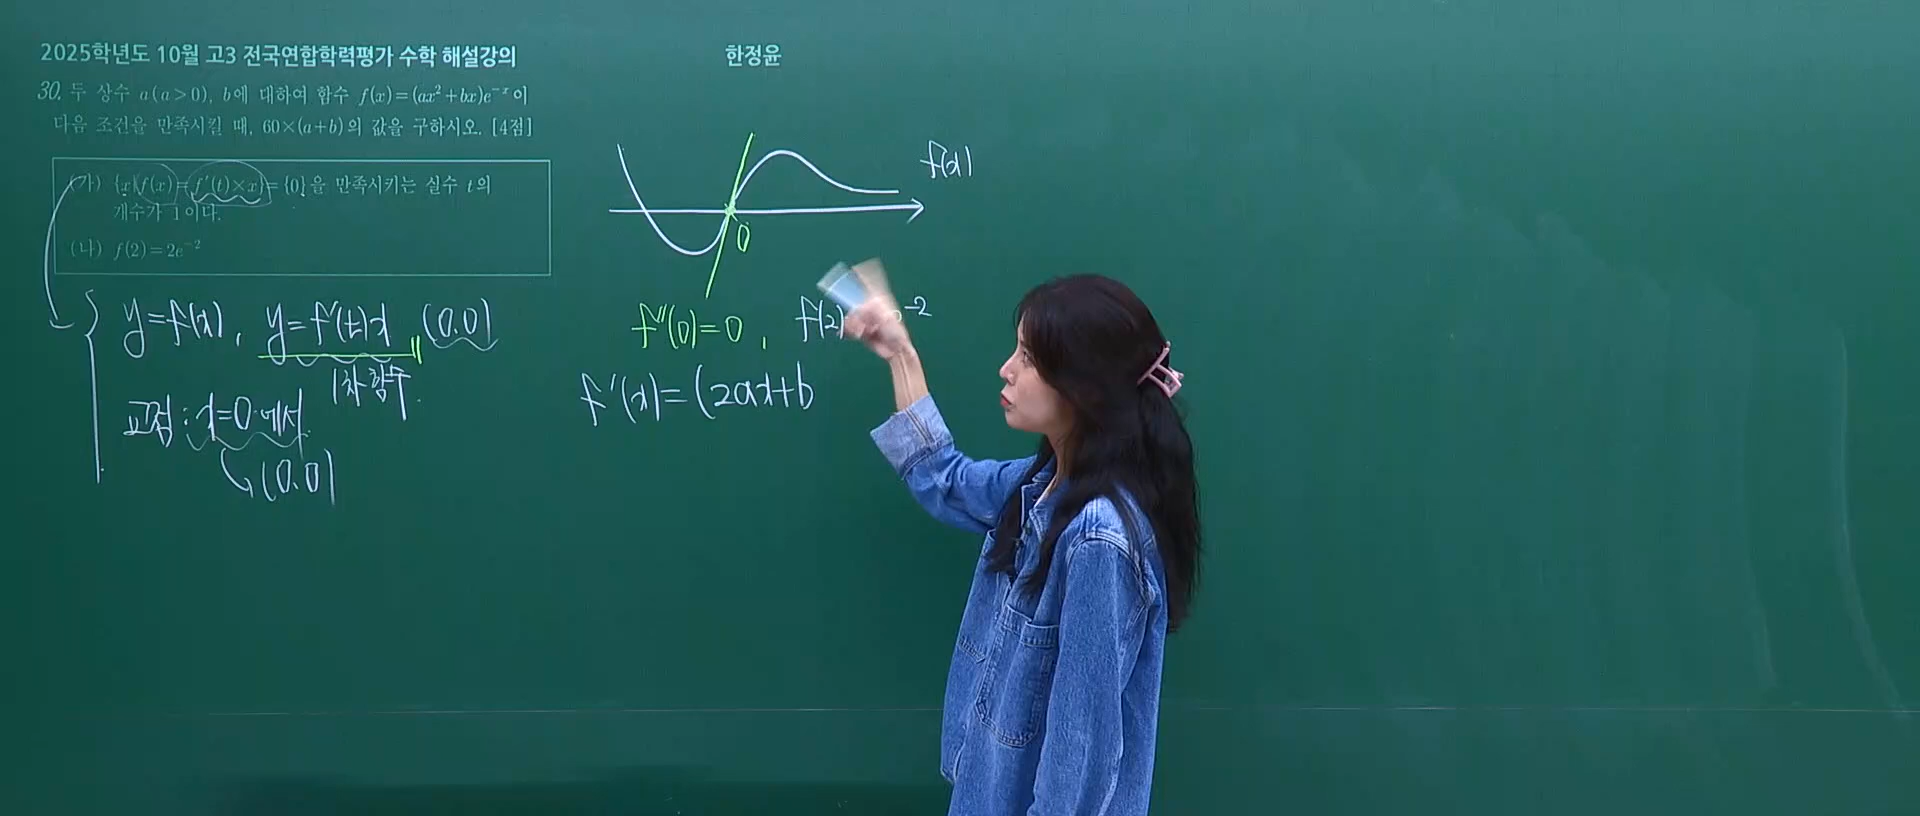 2025학년도 10월 고3 전국연합학력평가 수학 해설강의
한정윤
30. 두 상수 a(a>0), b에 대하여 함수 f(x)=(ax²+bx)e⁻ˣ이
다음 조건을 만족시킬 때, 60×(a+b)의 값을 구하시오. [4점]
(가) {x|f(x)=f′(t)×x}={0}을 만족시키는 실수 t의
개수가 1이다.
(나) f(2)=2e⁻²
y=f(x), y=f′(t)x (0,0)
1차함수
교점: x=0에서
(0,0)
f(x)
0
f″(0)=0, f(2) ⁻²
f′(x)=(2ax+b